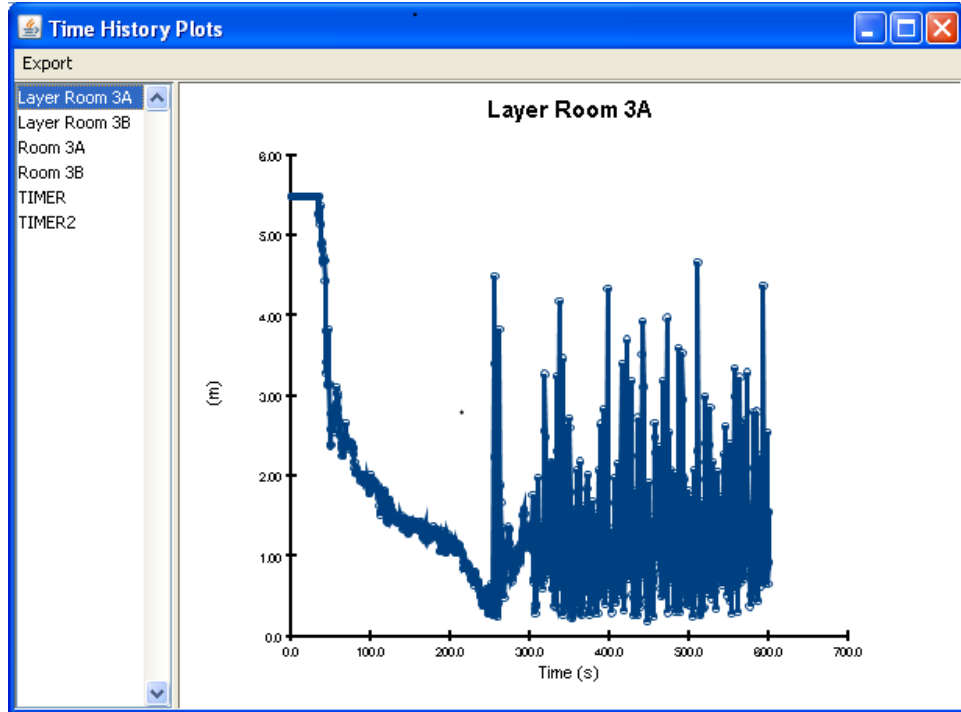 Time History Plots
Export
Layer Room 3A
Layer Room 3B
Room 3A
Room 3B
TIMER
TIMER2
Layer Room 3A
6.00
5.00
4.00
3.00
2.00
1.00
0.0
(m)
0.0 100.0 200.0 300.0 400.0 500.0 600.0 700.0
Time (s)